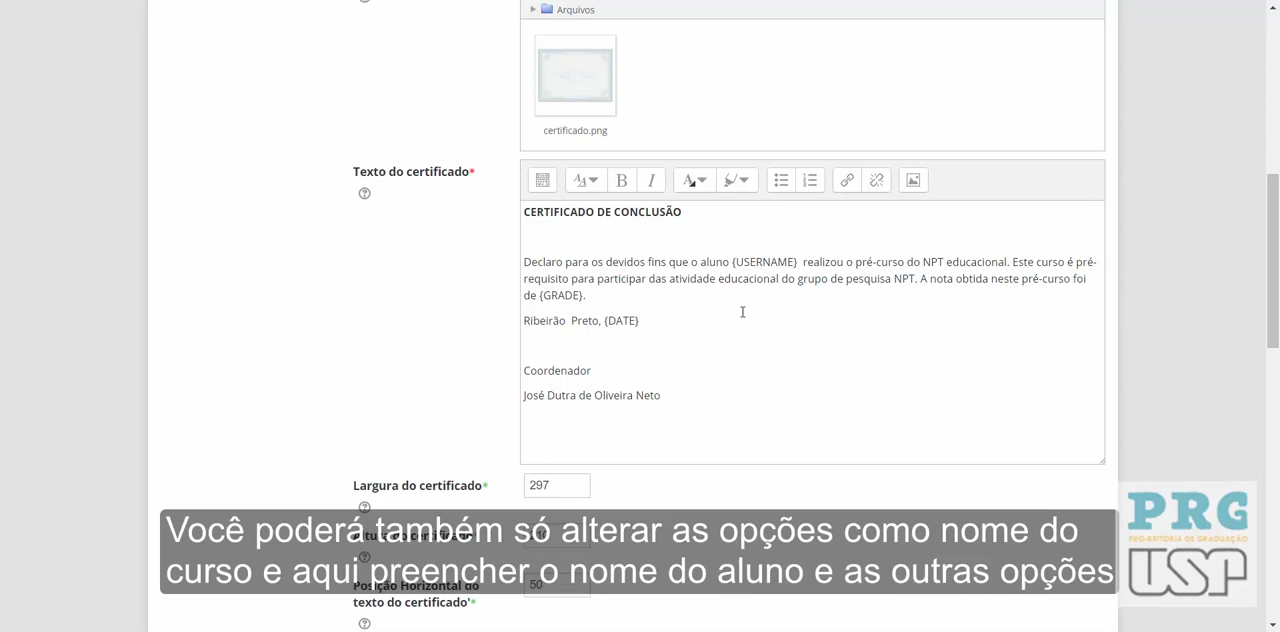 Arquivos
certificado.png
Texto do certificado*
CERTIFICADO DE CONCLUSÃO
Declaro para os devidos fins que o aluno {USERNAME}  realizou o pré-curso do NPT educacional. Este curso é pré-
requisito para participar das atividade educacional do grupo de pesquisa NPT. A nota obtida neste pré-curso foi
de {GRADE}.
Ribeirão  Preto, {DATE}
Coordenador
José Dutra de Oliveira Neto
Largura do certificado*
297
Você poderá também só alterar as opções como nome do
curso e aqui preencher o nome do aluno e as outras opções
Posição Horizontal do
50
texto do certificado'*
PRG
PRÓ-REITORIA DE GRADUAÇÃO
USP